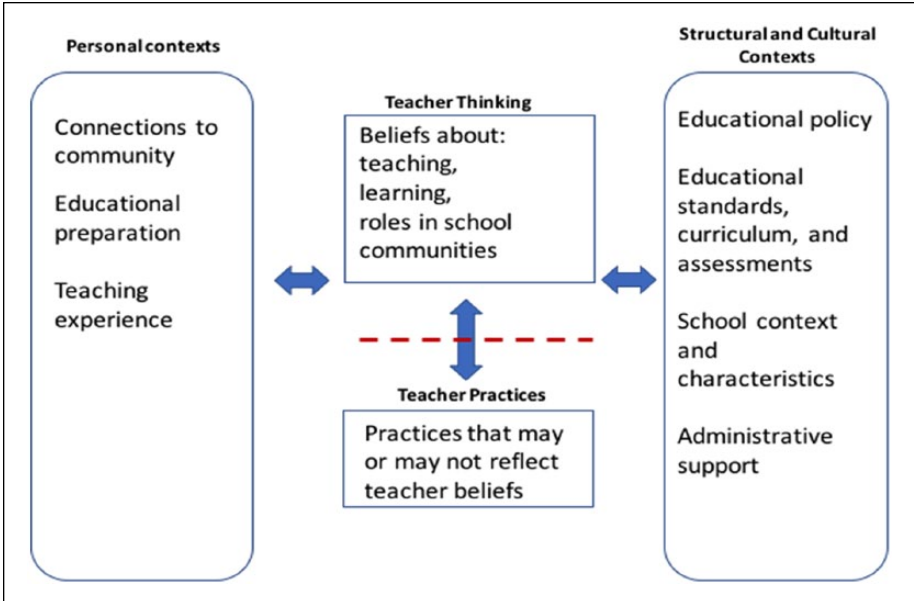 Personal contexts
Connections to
community
Educational
preparation
Teaching
experience
Teacher Thinking
Beliefs about:
teaching,
learning,
roles in school
communities
Teacher Practices
Practices that may
or may not reflect
teacher beliefs
Structural and Cultural
Contexts
Educational policy
Educational
standards,
curriculum, and
assessments
School context
and
characteristics
Administrative
support